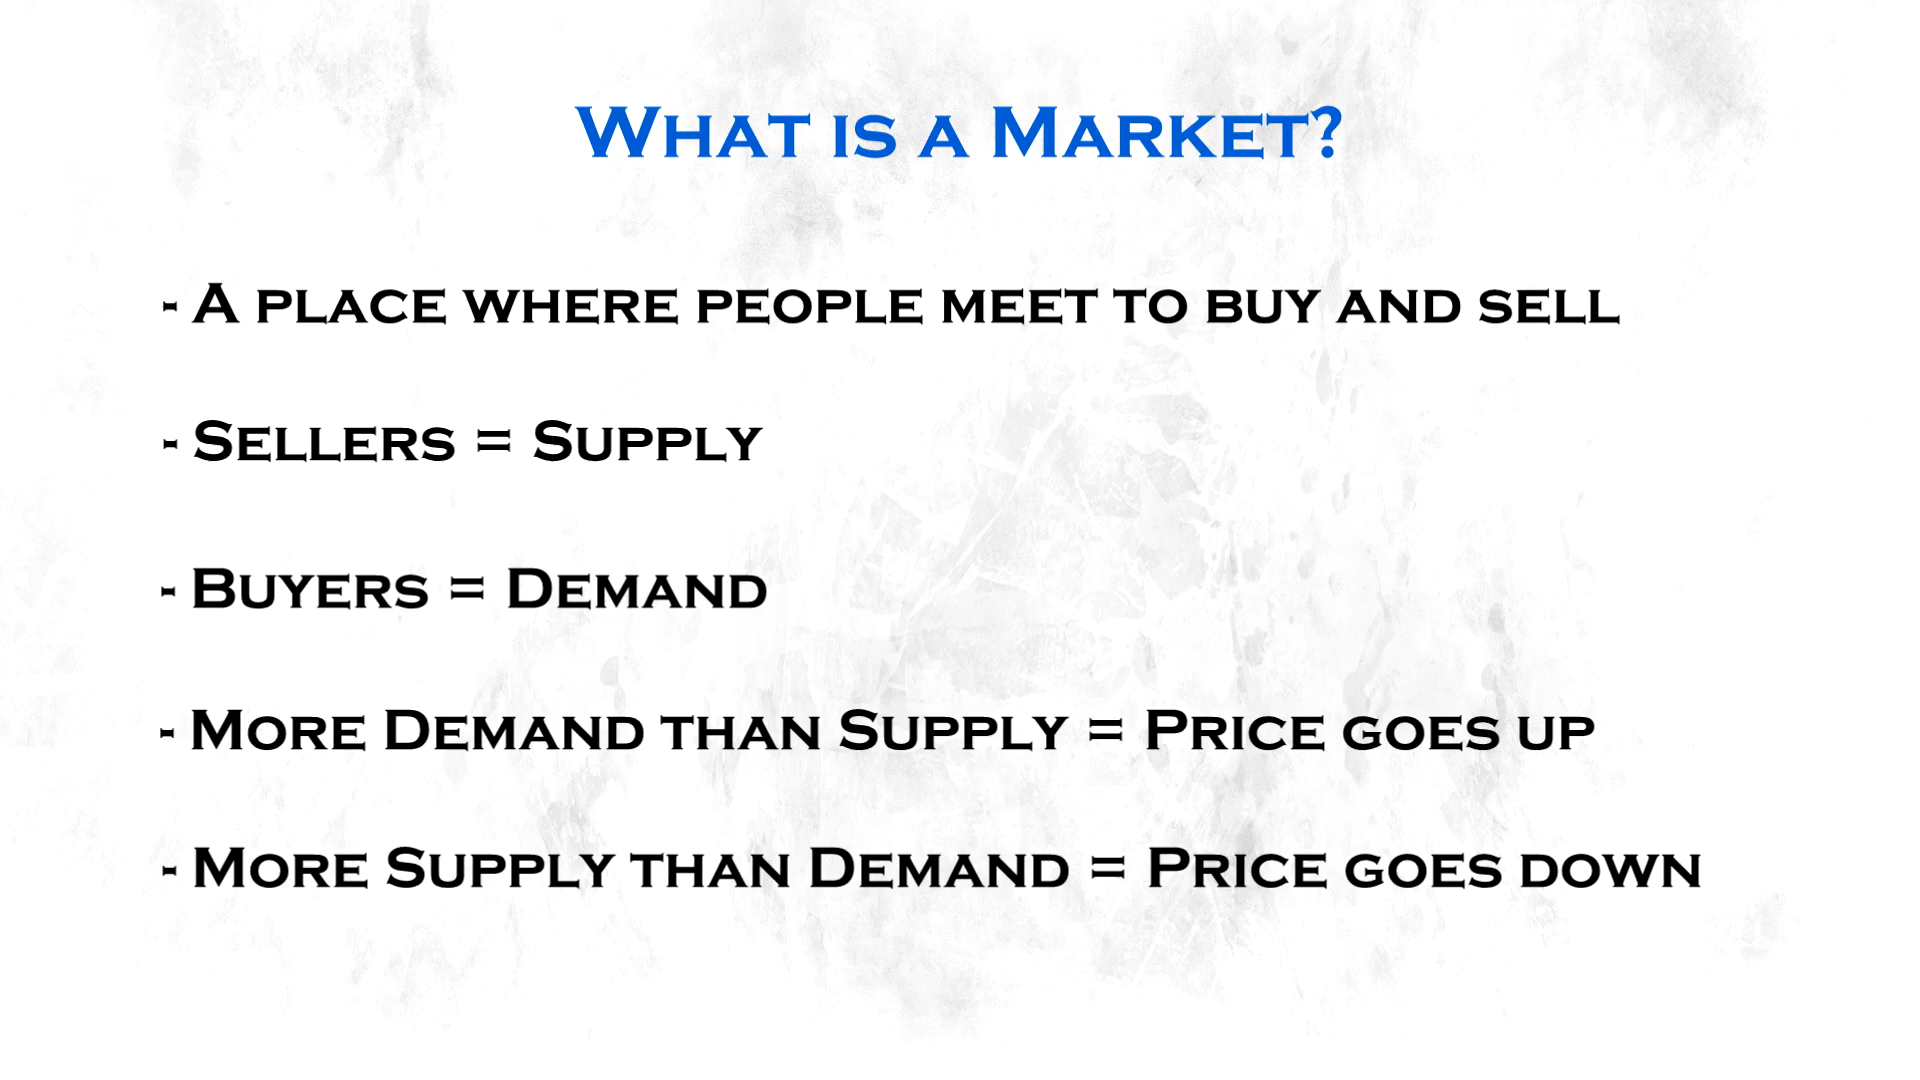 What is a Market?
- A place where people meet to buy and sell
- Sellers = Supply
- Buyers = Demand
- More Demand than Supply = Price goes up
- More Supply than Demand = Price goes down